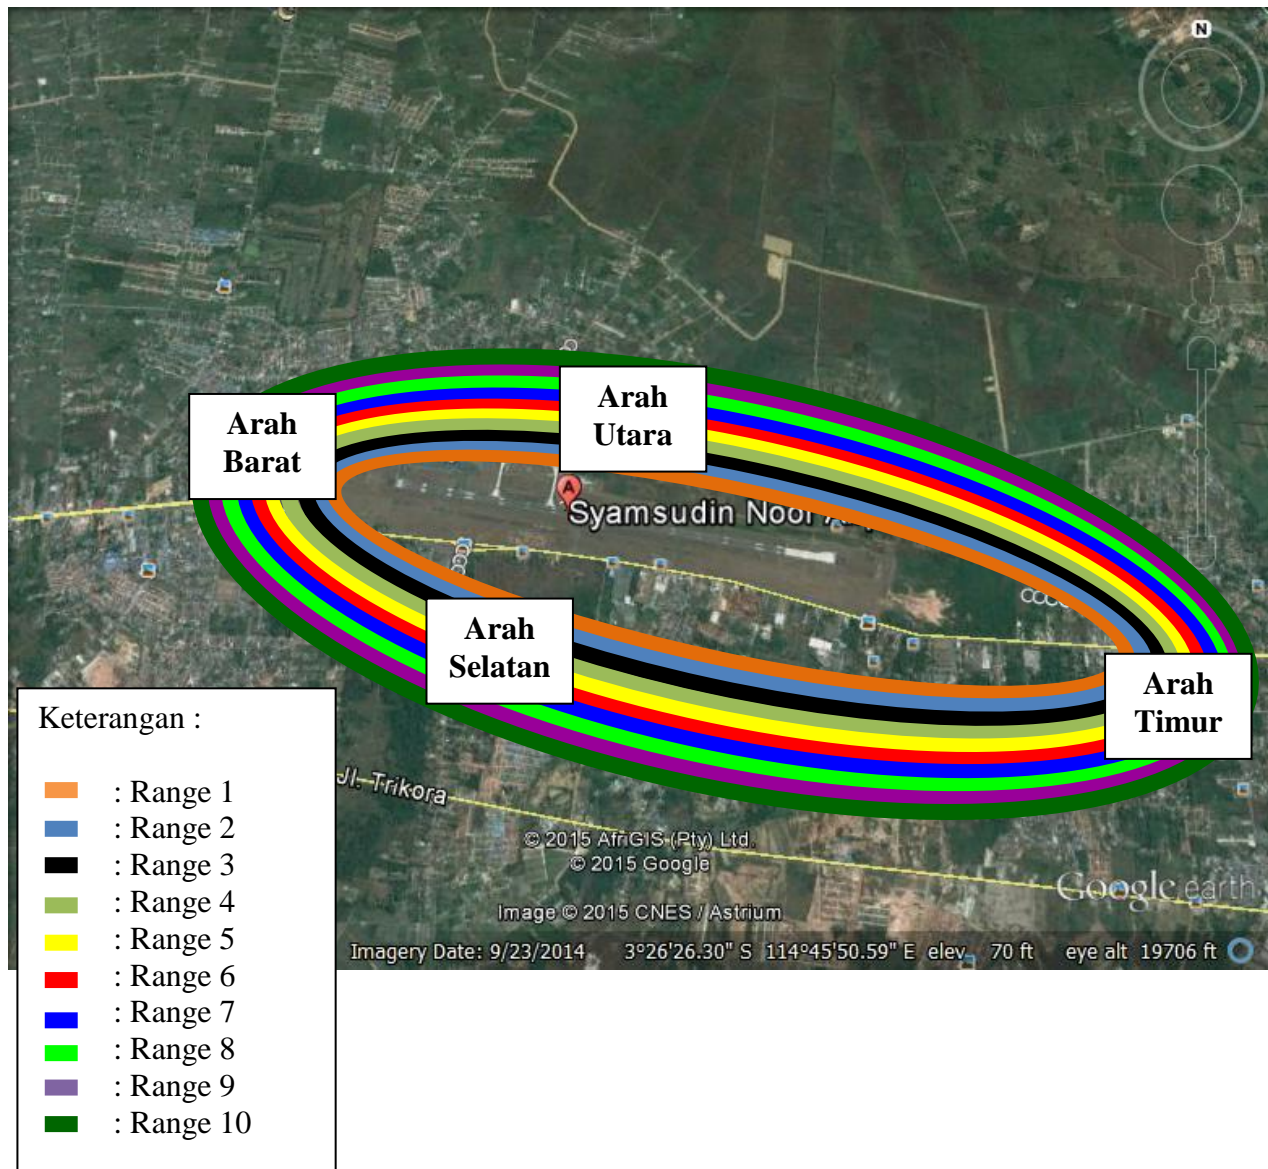 N
Arah
Utara
Arah
Barat
A
Syamsudin Noor
Arah
Selatan
Arah
Timur
Keterangan :
: Range 1
: Range 2
: Range 3
: Range 4
: Range 5
: Range 6
: Range 7
: Range 8
: Range 9
: Range 10
Jl. Trikora
© 2015 AfriGIS (Pty) Ltd.
© 2015 Google
Google earth
Image © 2015 CNES / Astrium
Imagery Date: 9/23/2014 3°26'26.30" S 114°45'50.59" E elev 70 ft eye alt 19706 ft